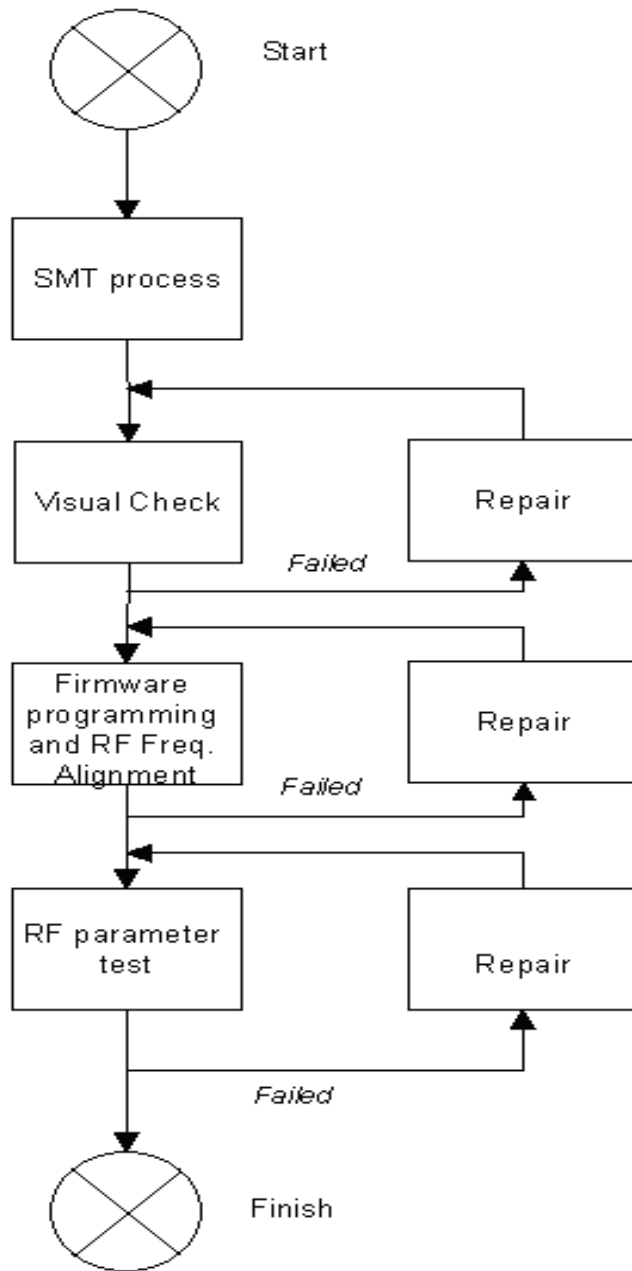 Start
SMT process
Visual Check
Repair
Failed
Firmware
programming
and RF Freq.
Alignment
Repair
Failed
RF parameter
test
Repair
Failed
Finish